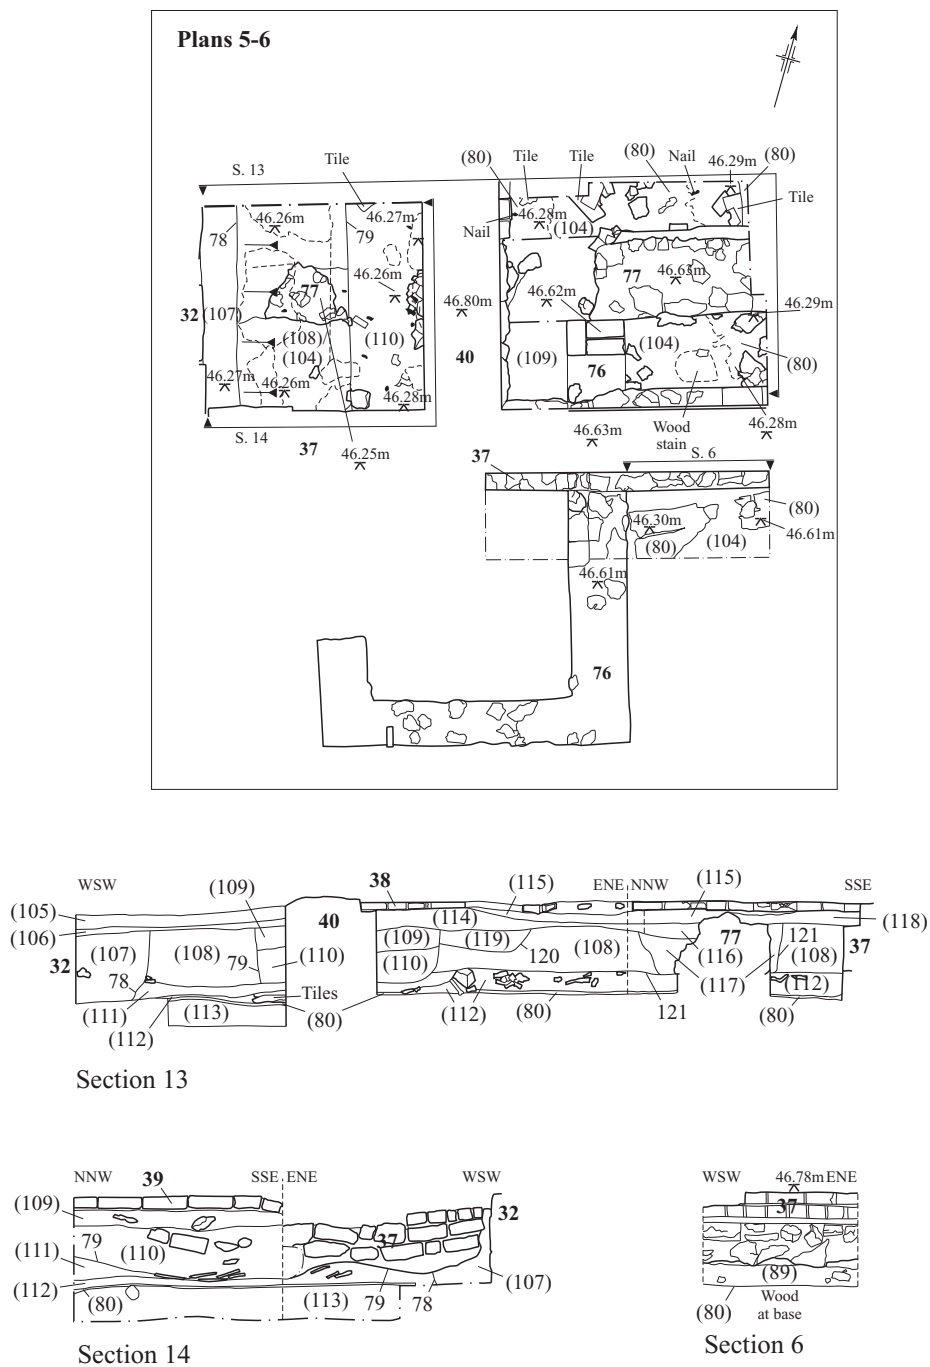 Plans 5-6
S. 13
Tile
(80)
Tile
Tile
(80)
Nail
46.29m
(80)
46.26m
46.27m
Nail
46.28m
(104)
Tile
78
79
46.26m
77
46.62m
77
46.63m
46.80m
46.29m
32
(107)
(108)
(104)
(110)
40
(109)
(104)
76
(80)
46.27m
46.26m
46.28m
S. 14
37
46.25m
46.63m
Wood
stain
46.28m
37
S. 6
(80)
46.30m
(80)
(104)
46.61m
46.61m
76
WSW
(109)
38
(115)
ENE
NNW
(115)
SSE
(105)
(106)
40
(114)
(118)
(107)
(108)
(109)
(119)
(108)
77
121
37
32
79
(110)
(110)
120
(116)
(108)
78
(117)
(112)
Tiles
(111)
(113)
(80)
(112)
(80)
121
(80)
(112)
Section 13
NNW
39
SSE
ENE
WSW
(109)
32
(111)
79
(110)
37
(107)
(112)
(80)
(113)
79
78
Section 14
WSW
46.78m
ENE
37
(89)
(80)
Wood
at base
Section 6